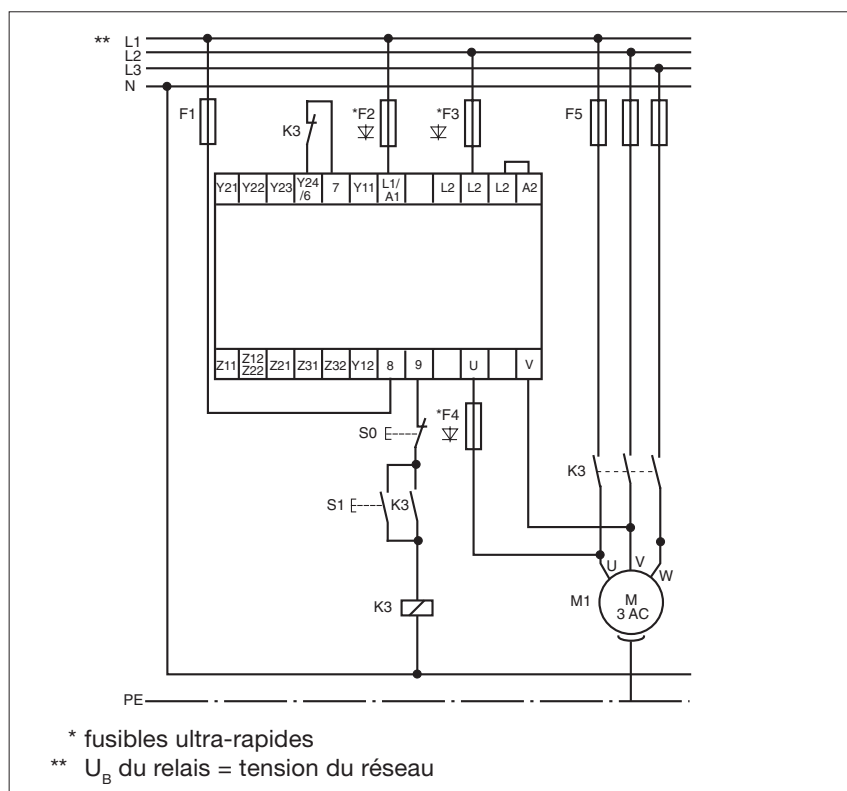 ** L1
L2
L3
N
F1
K3
*F2
*F3
F5
Y21 Y22 Y23 Y24/6 7 Y11 L1/A1 L2 L2 L2 A2
Z11 Z12 Z22 Z21 Z31 Z32 Y12 8 9 U V
*F4
S0
S1 K3
K3
K3
U V W
M1
M
3 AC
PE
* fusibles ultra-rapides
** UB du relais = tension du réseau